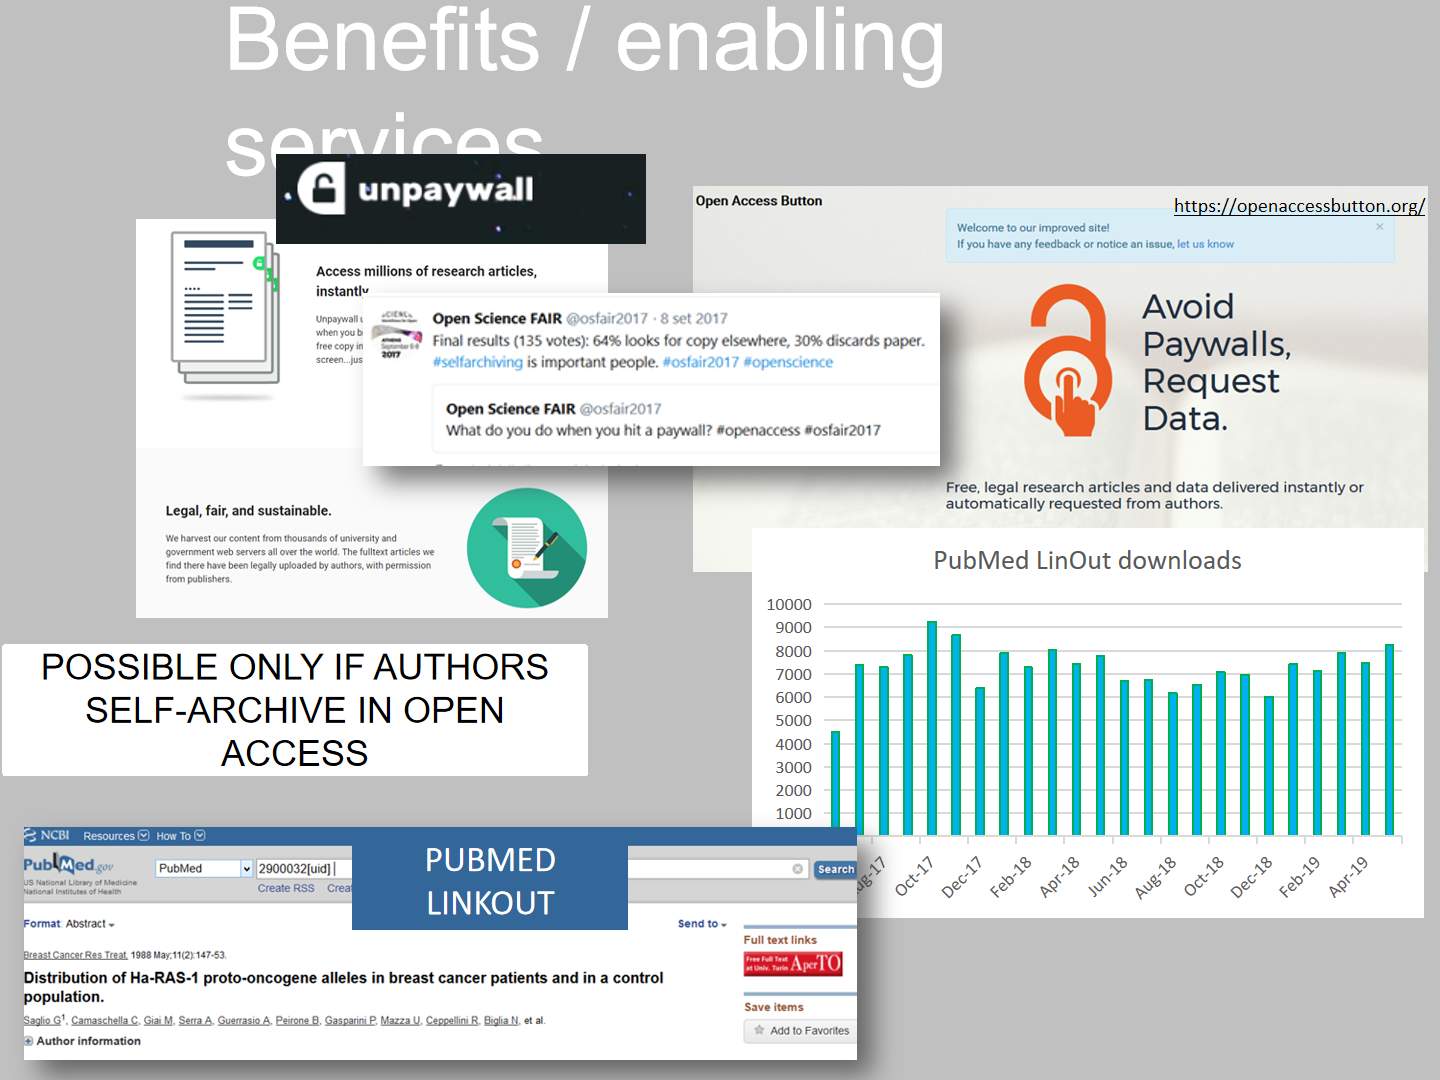 Benefits / enabling
services
unpaywall
Access millions of research articles,
instantly
Unpaywall
when you b
free copy in
screen...jus
Legal, fair, and sustainable.
We harvest our content from thousands of university and
government web servers all over the world. The fulltext articles we
find there have been legally uploaded by authors, with permission
from publishers.
Open Science FAIR @osfair2017 · 8 set 2017
Final results (135 votes): 64% looks for copy elsewhere, 30% discards paper.
#selfarchiving is important people. #osfair2017 #openscience
ATHENS
September 6-8
2017
Open Science FAIR @osfair2017
What do you do when you hit a paywall? #openaccess #osfair2017
Open Access Button
https://openaccessbutton.org/
Welcome to our improved site!
If you have any feedback or notice an issue, let us know
×
Avoid
Paywalls,
Request
Data.
Free, legal research articles and data delivered instantly or
automatically requested from authors.
PubMed LinOut downloads
10000
9000
8000
7000
6000
5000
4000
3000
2000
1000
ug-17
Oct-17
Dec-17
Feb-18
Apr-18
Jun-18
Aug-18
Oct-18
Dec-18
Feb-19
Apr-19
POSSIBLE ONLY IF AUTHORS
SELF-ARCHIVE IN OPEN
ACCESS
NCBI Resources How To
PubMed.gov
US National Library of Medicine
National Institutes of Health
PubMed
2900032[uid]
Search
Create RSS Creat
PUBMED
LINKOUT
Format: Abstract
Send to
Breast Cancer Res Treat. 1988 May;11(2):147-53.
Distribution of Ha-RAS-1 proto-oncogene alleles in breast cancer patients and in a control
population.
Saglio G1, Camaschella C, Giai M, Serra A, Guerrasio A, Peirone B, Gasparini P, Mazza U, Ceppellini R, Biglia N, et al.
Author information
Full text links
Free Full Text
at Univ. Turin AperTO
Save items
Add to Favorites